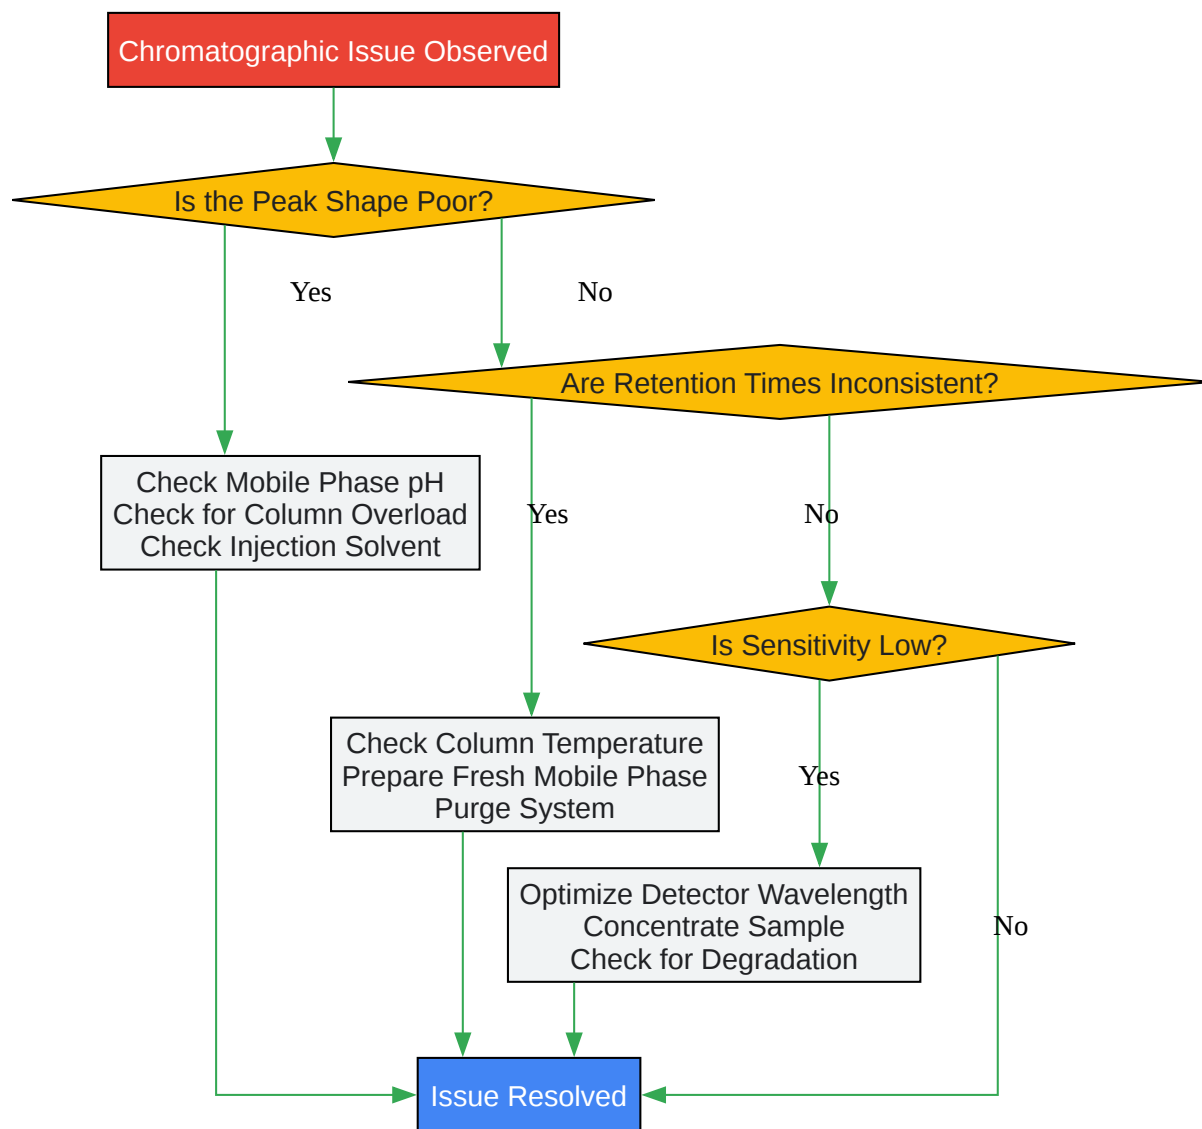 Chromatographic Issue Observed
Is the Peak Shape Poor?
Yes
No
Are Retention Times Inconsistent?
Check Mobile Phase pH
Check for Column Overload
Check Injection Solvent
Yes
No
Is Sensitivity Low?
Check Column Temperature
Prepare Fresh Mobile Phase
Purge System
Yes
Optimize Detector Wavelength
Concentrate Sample
Check for Degradation
No
Issue Resolved